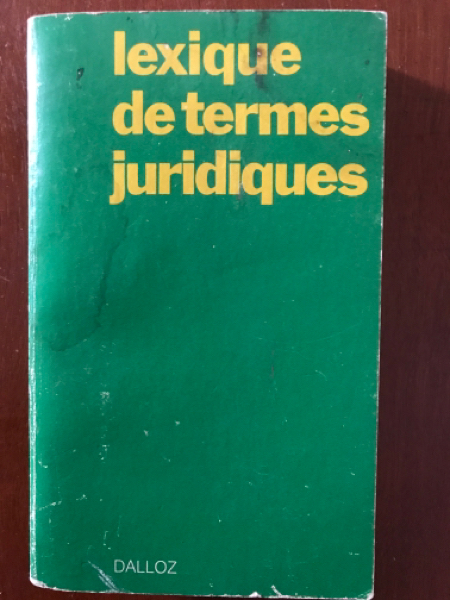 lexique
de termes
juridiques
DALLOZ